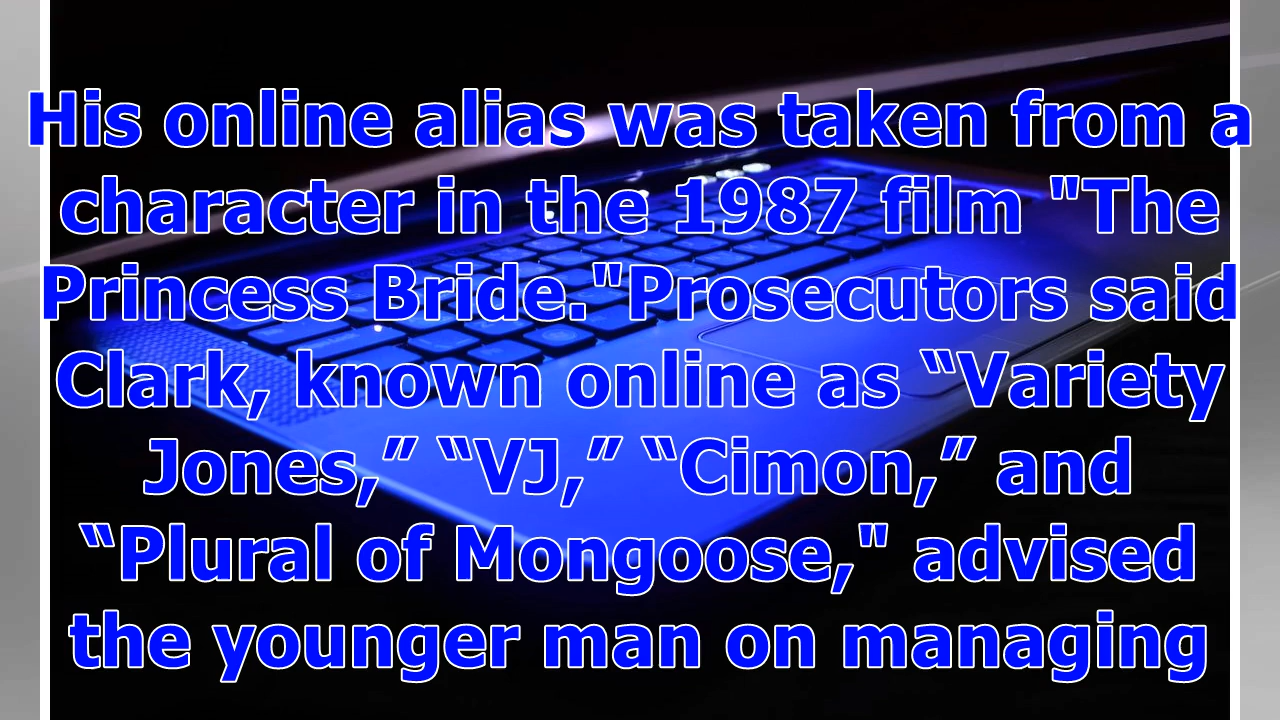 His online alias was taken from a
character in the 1987 film "The
Princess Bride."Prosecutors said
Clark, known online as “Variety
Jones,” “VJ,” “Cimon,” and
“Plural of Mongoose," advised
the younger man on managing